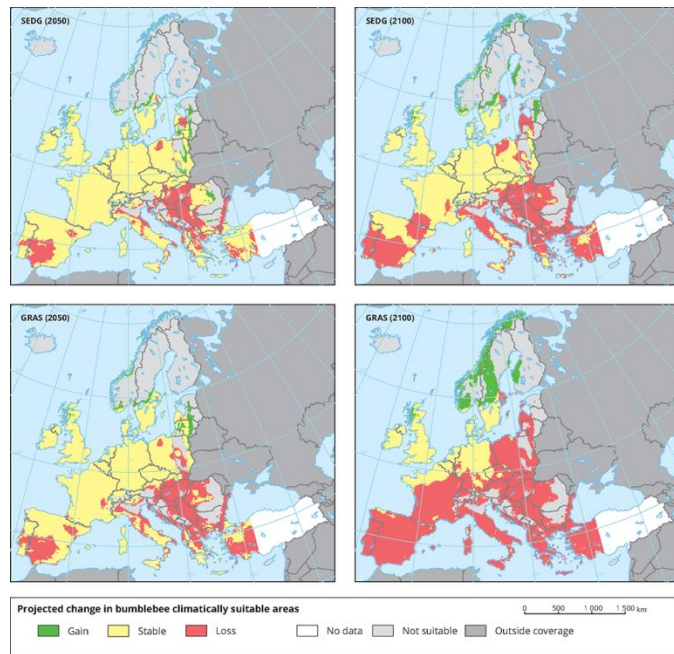 SEDG (2050)
SEDG (2100)
GRAS (2050)
GRAS (2100)
Projected change in bumblebee climatically suitable areas
0 500 1 000 1 500 km
Gain Stable Loss No data Not suitable Outside coverage